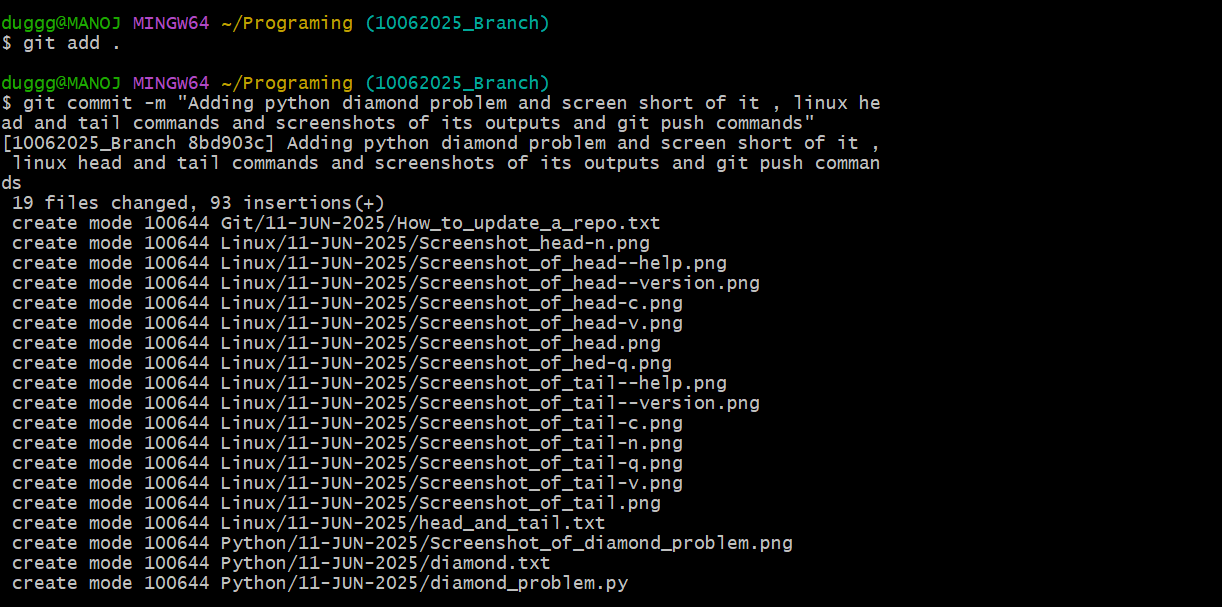 duggg@MANOJ MINGW64 ~/Programing (10062025_Branch)
$ git add .
duggg@MANOJ MINGW64 ~/Programing (10062025_Branch)
$ git commit -m "Adding python diamond problem and screen short of it , linux he
ad and tail commands and screenshots of its outputs and git push commands"
[10062025_Branch 8bd903c] Adding python diamond problem and screen short of it ,
 linux head and tail commands and screenshots of its outputs and git push comman
ds
 19 files changed, 93 insertions(+)
 create mode 100644 Git/11-JUN-2025/How_to_update_a_repo.txt
 create mode 100644 Linux/11-JUN-2025/Screenshot_head-n.png
 create mode 100644 Linux/11-JUN-2025/Screenshot_of_head--help.png
 create mode 100644 Linux/11-JUN-2025/Screenshot_of_head--version.png
 create mode 100644 Linux/11-JUN-2025/Screenshot_of_head-c.png
 create mode 100644 Linux/11-JUN-2025/Screenshot_of_head-v.png
 create mode 100644 Linux/11-JUN-2025/Screenshot_of_head.png
 create mode 100644 Linux/11-JUN-2025/Screenshot_of_hed-q.png
 create mode 100644 Linux/11-JUN-2025/Screenshot_of_tail--help.png
 create mode 100644 Linux/11-JUN-2025/Screenshot_of_tail--version.png
 create mode 100644 Linux/11-JUN-2025/Screenshot_of_tail-c.png
 create mode 100644 Linux/11-JUN-2025/Screenshot_of_tail-n.png
 create mode 100644 Linux/11-JUN-2025/Screenshot_of_tail-q.png
 create mode 100644 Linux/11-JUN-2025/Screenshot_of_tail-v.png
 create mode 100644 Linux/11-JUN-2025/Screenshot_of_tail.png
 create mode 100644 Linux/11-JUN-2025/head_and_tail.txt
 create mode 100644 Python/11-JUN-2025/Screenshot_of_diamond_problem.png
 create mode 100644 Python/11-JUN-2025/diamond.txt
 create mode 100644 Python/11-JUN-2025/diamond_problem.py